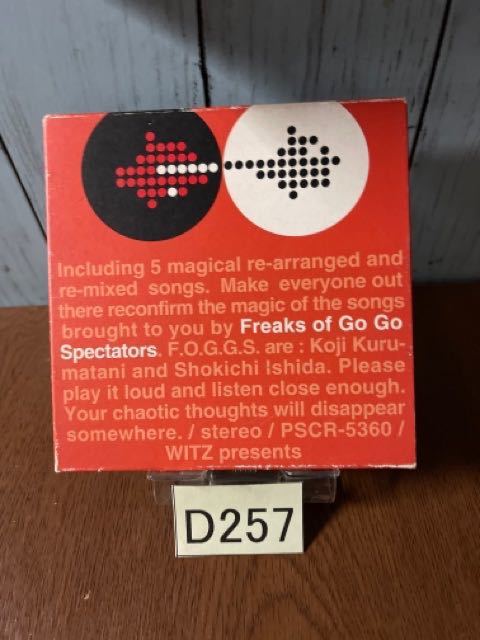 Including 5 magical re-arranged and
re-mixed songs. Make everyone out
there reconfirm the magic of the songs
brought to you by Freaks of Go Go
Spectators. F.O.G.G.S. are : Koji Kuru-
matani and Shokichi Ishida. Please
play it loud and listen close enough.
Your chaotic thoughts will disappear
somewhere. / stereo / PSCR-5360 /
WITZ presents
D257